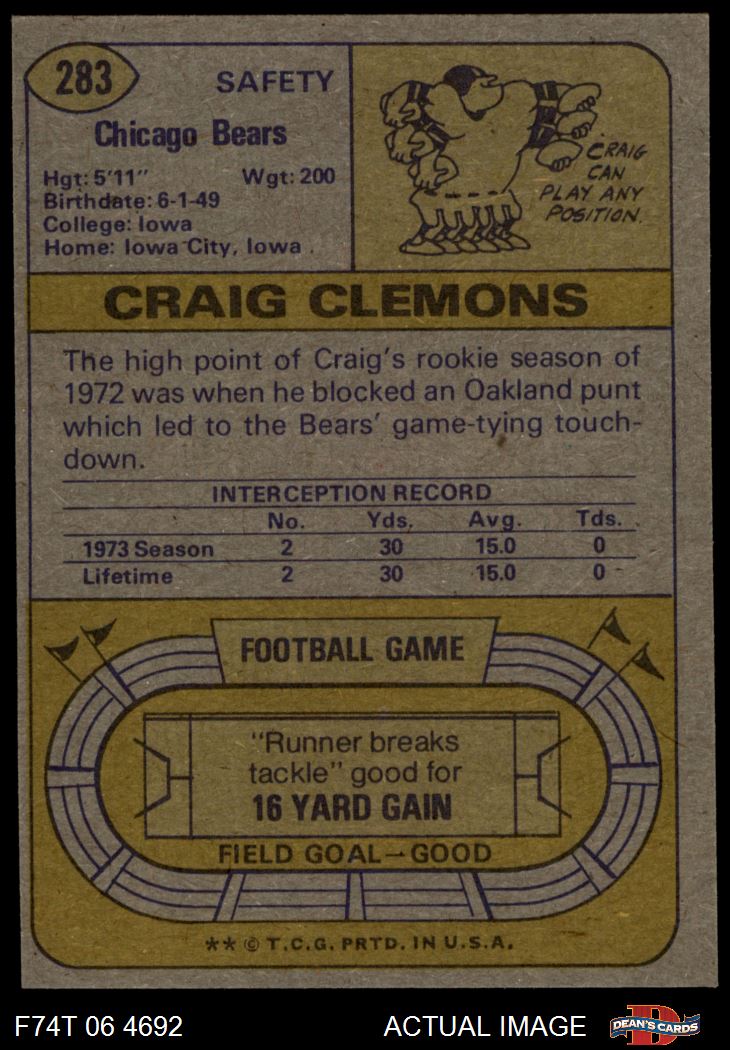 283
SAFETY
Chicago Bears
Hgt: 5'11" Wgt: 200
Birthdate: 6-1-49
College: Iowa
Home: Iowa City, Iowa .
CRAIG
CAN
PLAY ANY
POSITION.
CRAIG CLEMONS
The high point of Craig's rookie season of
1972 was when he blocked an Oakland punt
which led to the Bears' game-tying touch-
down.
INTERCEPTION RECORD
No. Yds. Avg. Tds.
1973 Season 2 30 15.0 0
Lifetime 2 30 15.0 0
FOOTBALL GAME
"Runner breaks
tackle" good for
16 YARD GAIN
FIELD GOAL—GOOD
** © T.C.G. PRTD. IN U.S.A.
F74T 06 4692 ACTUAL IMAGE
D
DEAN'S CARDS